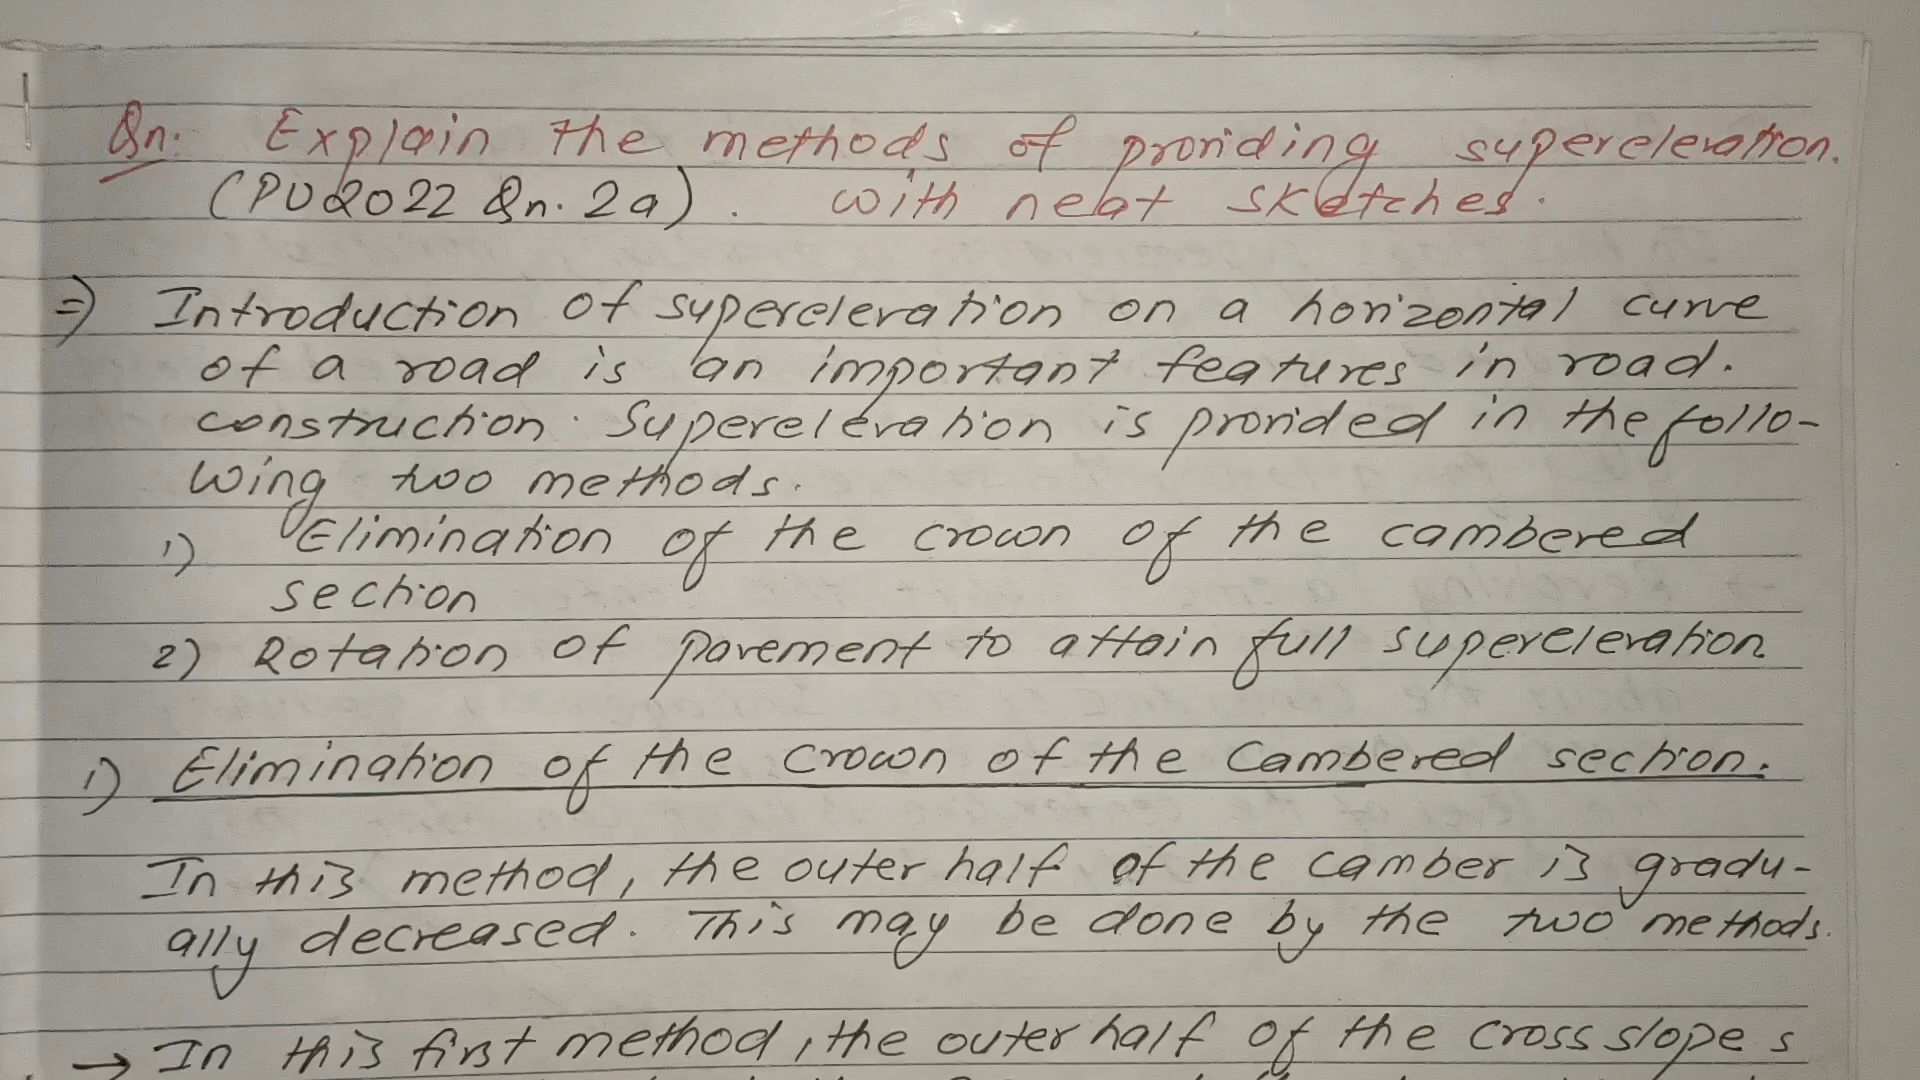 Qn. Explain the methods of providing superelevation.
(PU2022 Qn. 2a). with neat sketches.
⇒) Introduction of superelevation on a horizontal curve
of a road is an important features in road.
construction. Superelevation is provided in the follo-
wing two methods.
1) Elimination of the crown of the cambered
section
2) Rotation of pavement to attain full superelevation
1) Elimination of the crown of the Cambered section.
In this method, the outer half of the camber is gradu-
ally decreased. This may be done by the two methods.
→ In this first method, the outer half of the cross slope s